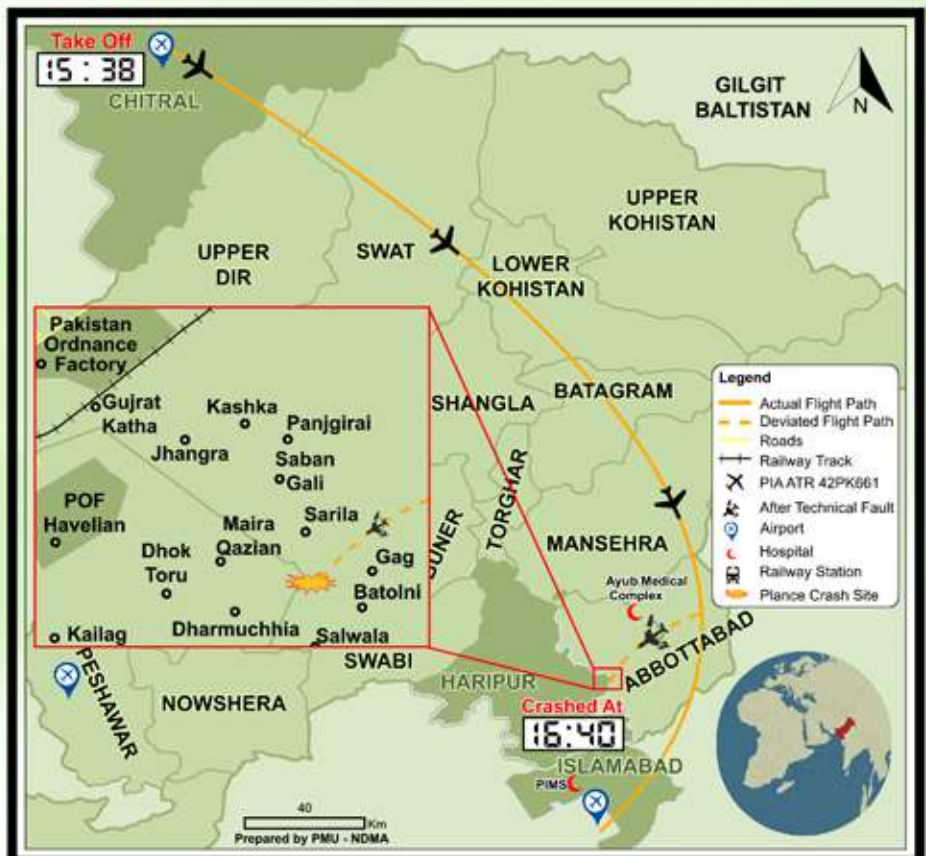 Take Off
15:38
CHITRAL
GILGIT
BALTISTAN
N
UPPER
KOHISTAN
UPPER
DIR
SWAT
LOWER
KOHISTAN
Pakistan
Ordnance
Factory
Gujrat
Katha
Kashka
Panjgirai
Jhangra
Saban
Gali
POF
Havelian
Maira
Qazian
Sarila
Dhok
Toru
Gag
Batolni
Dharmuchhia
Kailag
Salwala
SHANGLA
BATAGRAM
TORGHAR
UNER
MANSEHRA
Ayub Medical
Complex
ABBOTTABAD
Legend
Actual Flight Path
Deviated Flight Path
Roads
Railway Track
PIA ATR 42PK661
After Technical Fault
Airport
Hospital
Railway Station
Plance Crash Site
PESHAWAR
NOWSHERA
SWABI
HARIPUR
Crashed At
16:40
ISLAMABAD
PIMS
40
Km
Prepared by PMU - NDMA